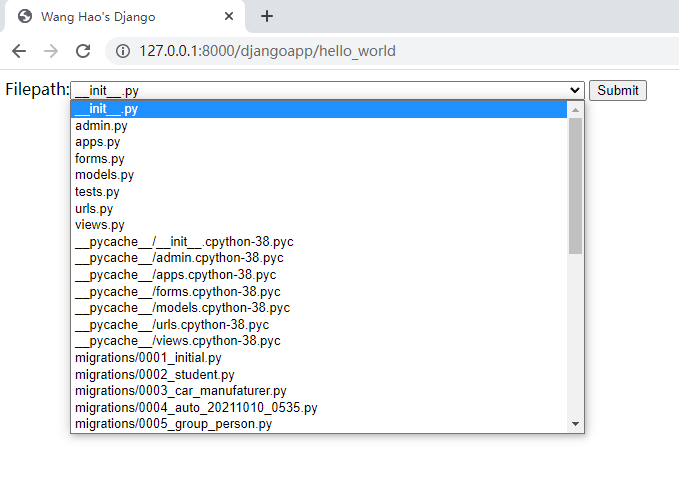 Wang Hao's Django
127.0.0.1:8000/djangoapp/hello_world
Filepath: __init__.py Submit
__init__.py
admin.py
apps.py
forms.py
models.py
tests.py
urls.py
views.py
__pycache__/__init__.cpython-38.pyc
__pycache__/admin.cpython-38.pyc
__pycache__/apps.cpython-38.pyc
__pycache__/forms.cpython-38.pyc
__pycache__/models.cpython-38.pyc
__pycache__/urls.cpython-38.pyc
__pycache__/views.cpython-38.pyc
migrations/0001_initial.py
migrations/0002_student.py
migrations/0003_car_manufaturer.py
migrations/0004_auto_20211010_0535.py
migrations/0005_group_person.py